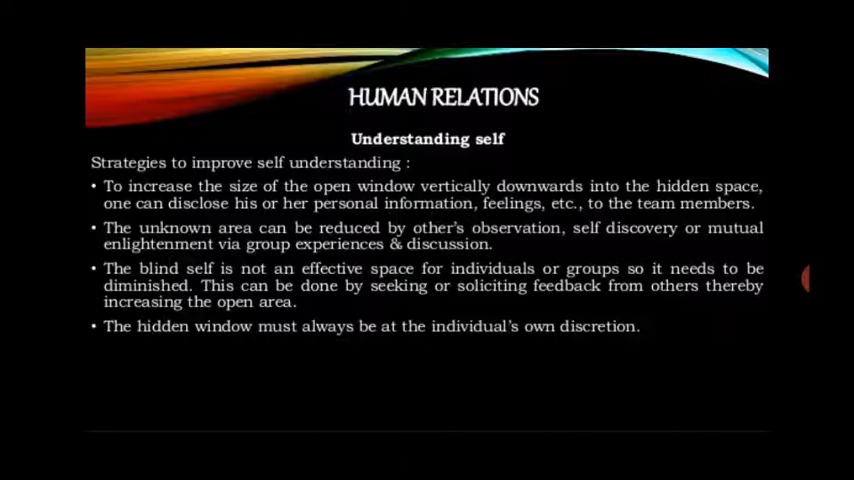 HUMAN RELATIONS
Understanding self
Strategies to improve self understanding :
• To increase the size of the open window vertically downwards into the hidden space,
one can disclose his or her personal information, feelings, etc., to the team members.
• The unknown area can be reduced by other's observation, self discovery or mutual
enlightenment via group experiences & discussion.
• The blind self is not an effective space for individuals or groups so it needs to be
diminished. This can be done by seeking or soliciting feedback from others thereby
increasing the open area.
• The hidden window must always be at the individual's own discretion.